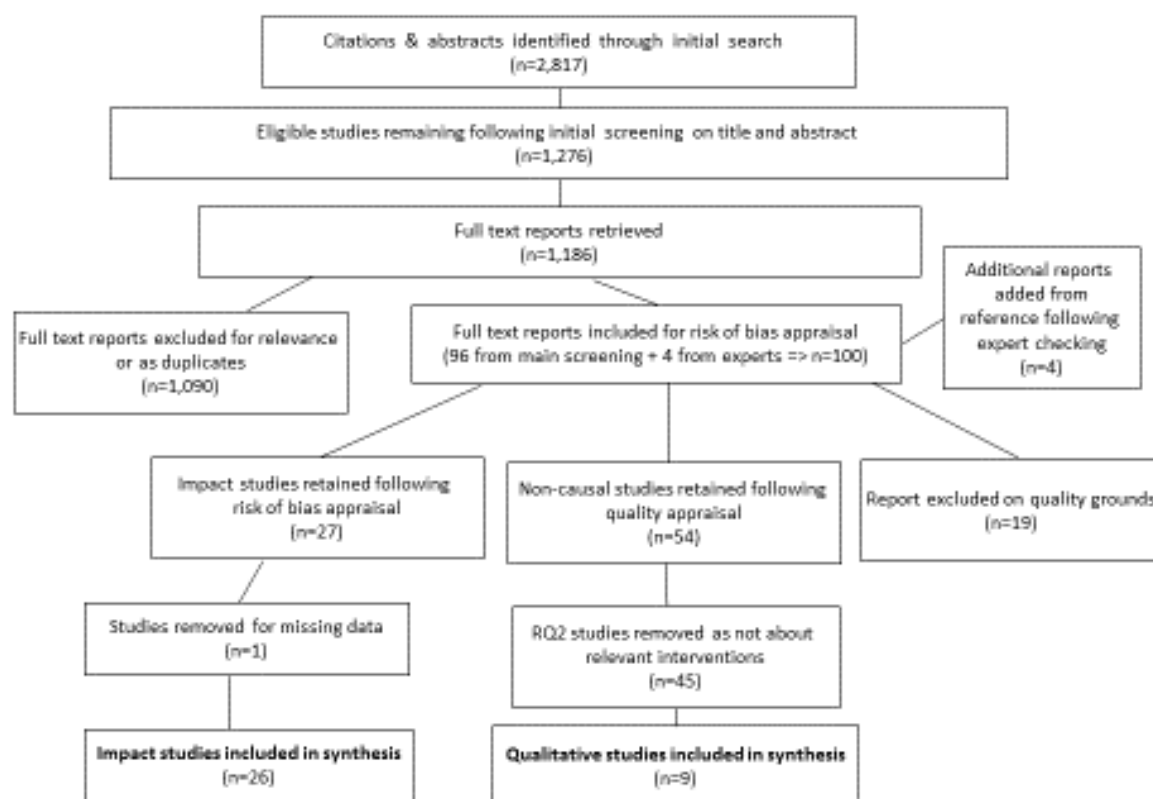 Citations & abstracts identified through initial search
(n=2,817)
Eligible studies remaining following initial screening on title and abstract
(n=1,276)
Full text reports retrieved
(n=1,186)
Additional reports
added from
reference following
expert checking
(n=4)
Full text reports excluded for relevance
or as duplicates
(n=1,090)
Full text reports included for risk of bias appraisal
(96 from main screening + 4 from experts => n=100)
Impact studies retained following
risk of bias appraisal
(n=27)
Non-causal studies retained following
quality appraisal
(n=54)
Report excluded on quality grounds
(n=19)
Studies removed for missing data
(n=1)
RQ2 studies removed as not about
relevant interventions
(n=45)
Impact studies included in synthesis
(n=26)
Qualitative studies included in synthesis
(n=9)